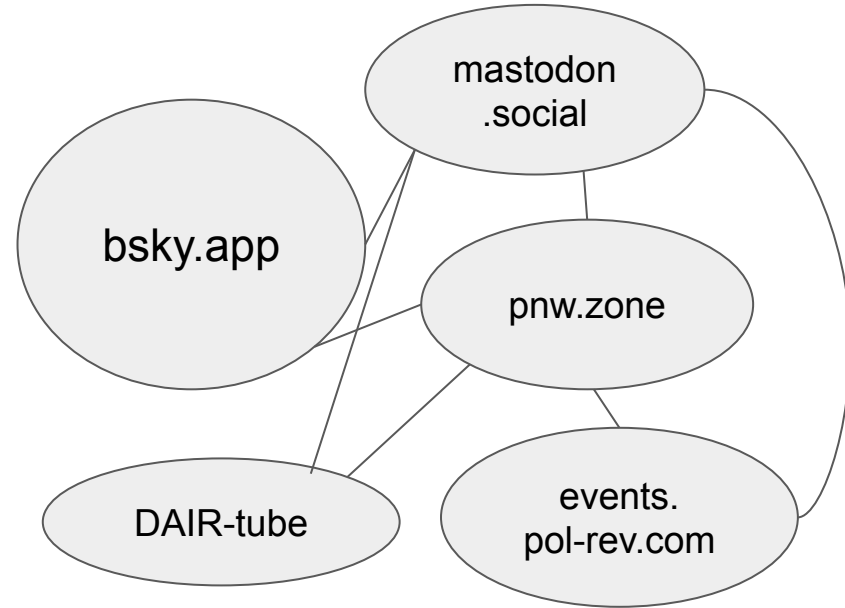 mastodon
.social
bsky.app
pnw.zone
DAIR-tube
events.
pol-rev.com